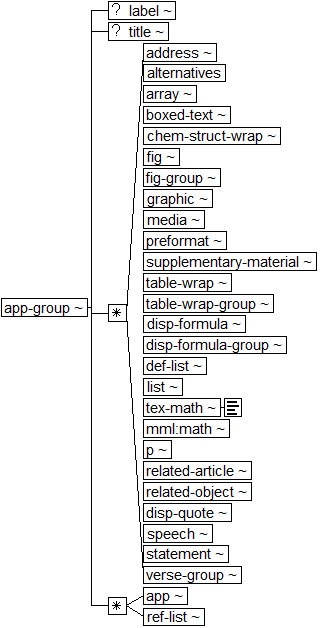 ? label ~
? title ~
address ~
alternatives
array ~
boxed-text ~
chem-struct-wrap ~
fig ~
fig-group ~
graphic ~
media ~
preformat ~
supplementary-material ~
table-wrap ~
table-wrap-group ~
app-group ~
*
disp-formula ~
disp-formula-group ~
def-list ~
list ~
tex-math ~
mml:math ~
p ~
related-article ~
related-object ~
disp-quote ~
speech ~
statement ~
verse-group ~
app ~
*
ref-list ~